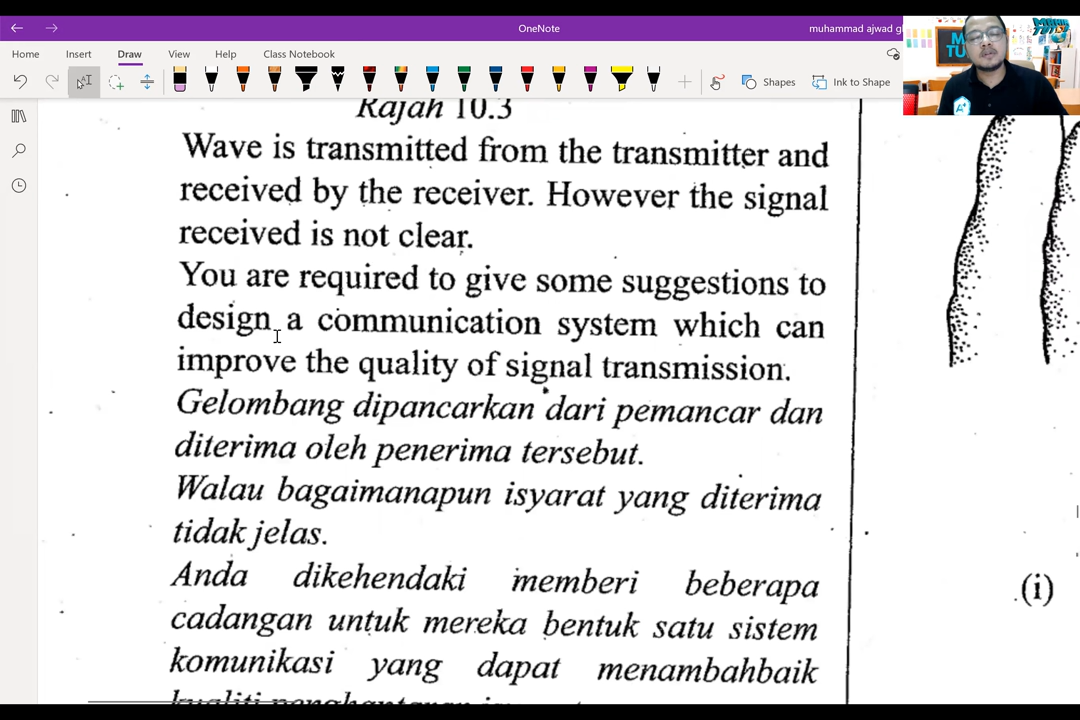 OneNote
muhammad ajwad
Home Insert Draw View Help Class Notebook
Shapes Ink to Shape
Rajah 10.3
Wave is transmitted from the transmitter and
received by the receiver. However the signal
received is not clear.
You are required to give some suggestions to
design a communication system which can
improve the quality of signal transmission.
Gelombang dipancarkan dari pemancar dan
diterima oleh penerima tersebut.
Walau bagaimanapun isyarat yang diterima
tidak jelas.
Anda dikehendaki memberi beberapa
cadangan untuk mereka bentuk satu sistem
komunikasi yang dapat menambahbaik
(i)